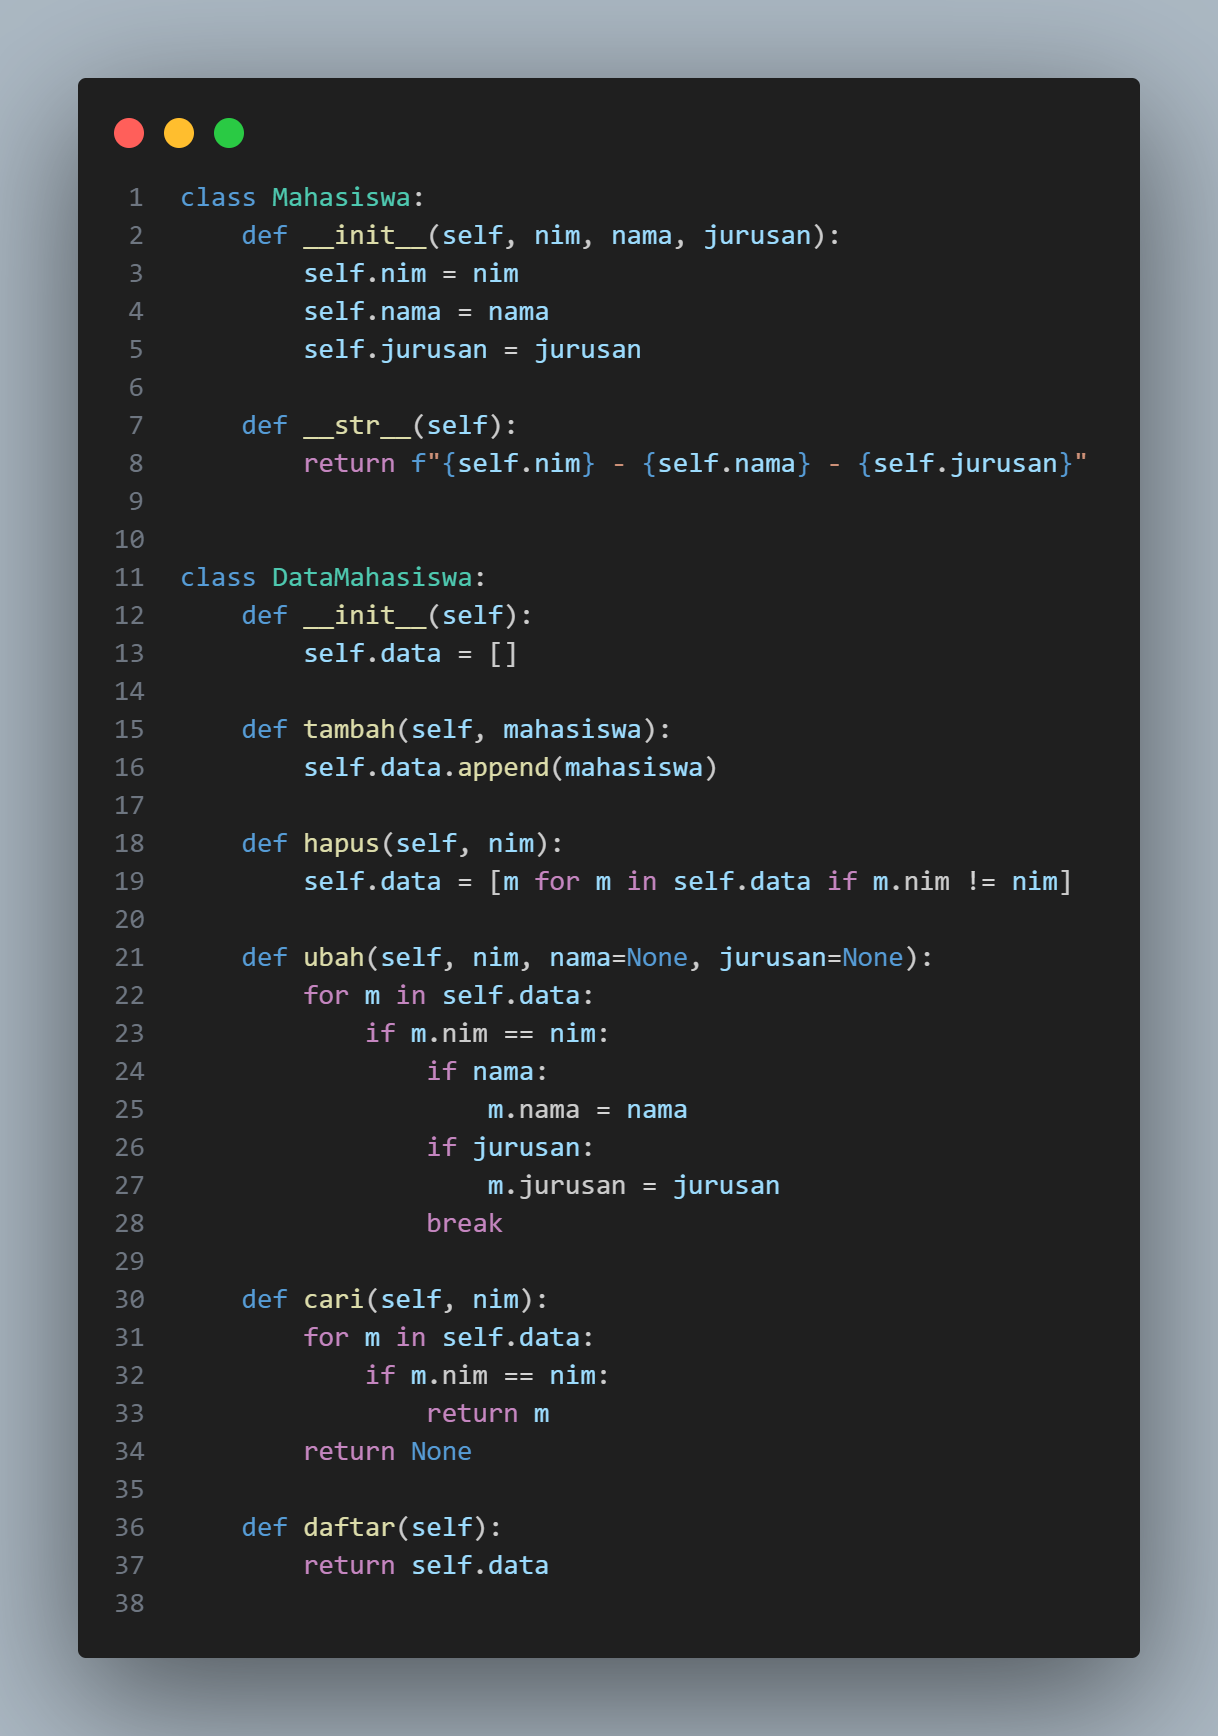 1 class Mahasiswa:
2     def __init__(self, nim, nama, jurusan):
3         self.nim = nim
4         self.nama = nama
5         self.jurusan = jurusan
6
7     def __str__(self):
8         return f"{self.nim} - {self.nama} - {self.jurusan}"
9
10
11 class DataMahasiswa:
12     def __init__(self):
13         self.data = []
14
15     def tambah(self, mahasiswa):
16         self.data.append(mahasiswa)
17
18     def hapus(self, nim):
19         self.data = [m for m in self.data if m.nim != nim]
20
21     def ubah(self, nim, nama=None, jurusan=None):
22         for m in self.data:
23             if m.nim == nim:
24                 if nama:
25                     m.nama = nama
26                 if jurusan:
27                     m.jurusan = jurusan
28                 break
29
30     def cari(self, nim):
31         for m in self.data:
32             if m.nim == nim:
33                 return m
34         return None
35
36     def daftar(self):
37         return self.data
38